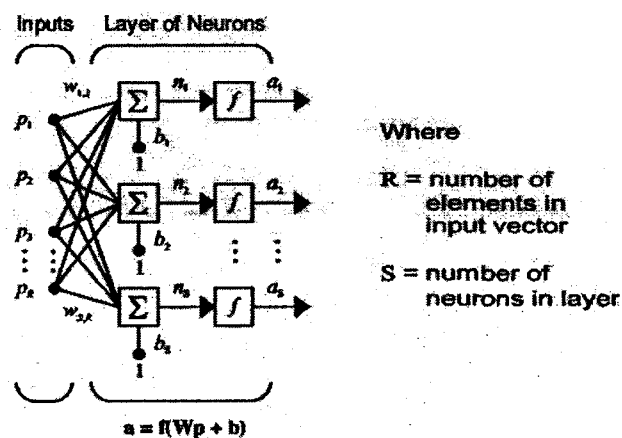 Inputs Layer of Neurons
w1,1
n1 a1
Σ f
p1
b1
1
p2
n2 a2
Σ f
p3
b2
1
pR
nS aS
Σ f
wS,R
bS
1
a = f(Wp + b)
Where
R = number of
elements in
input vector
S = number of
neurons in layer